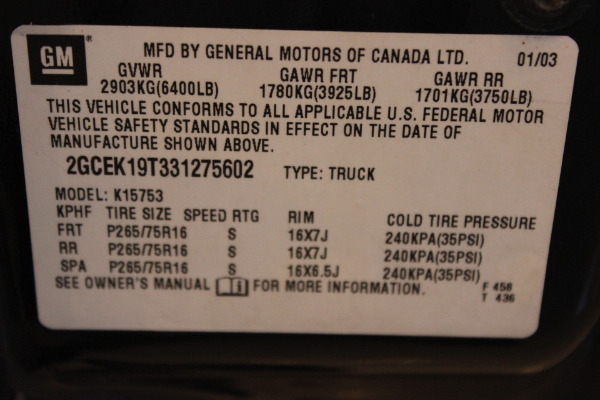 GM ®
MFD BY GENERAL MOTORS OF CANADA LTD. 01/03
GVWR GAWR FRT GAWR RR
2903KG(6400LB) 1780KG(3925LB) 1701KG(3750LB)
THIS VEHICLE CONFORMS TO ALL APPLICABLE U.S. FEDERAL MOTOR
VEHICLE SAFETY STANDARDS IN EFFECT ON THE DATE OF
MANUFACTURE SHOWN ABOVE.
2GCEK19T331275602 TYPE: TRUCK
MODEL: K15753
KPHF TIRE SIZE SPEED RTG RIM COLD TIRE PRESSURE
FRT P265/75R16 S 16X7J 240KPA(35PSI)
RR P265/75R16 S 16X7J 240KPA(35PSI)
SPA P265/75R16 S 16X6.5J 240KPA(35PSI)
SEE OWNER'S MANUAL FOR MORE INFORMATION. F 458
T 436